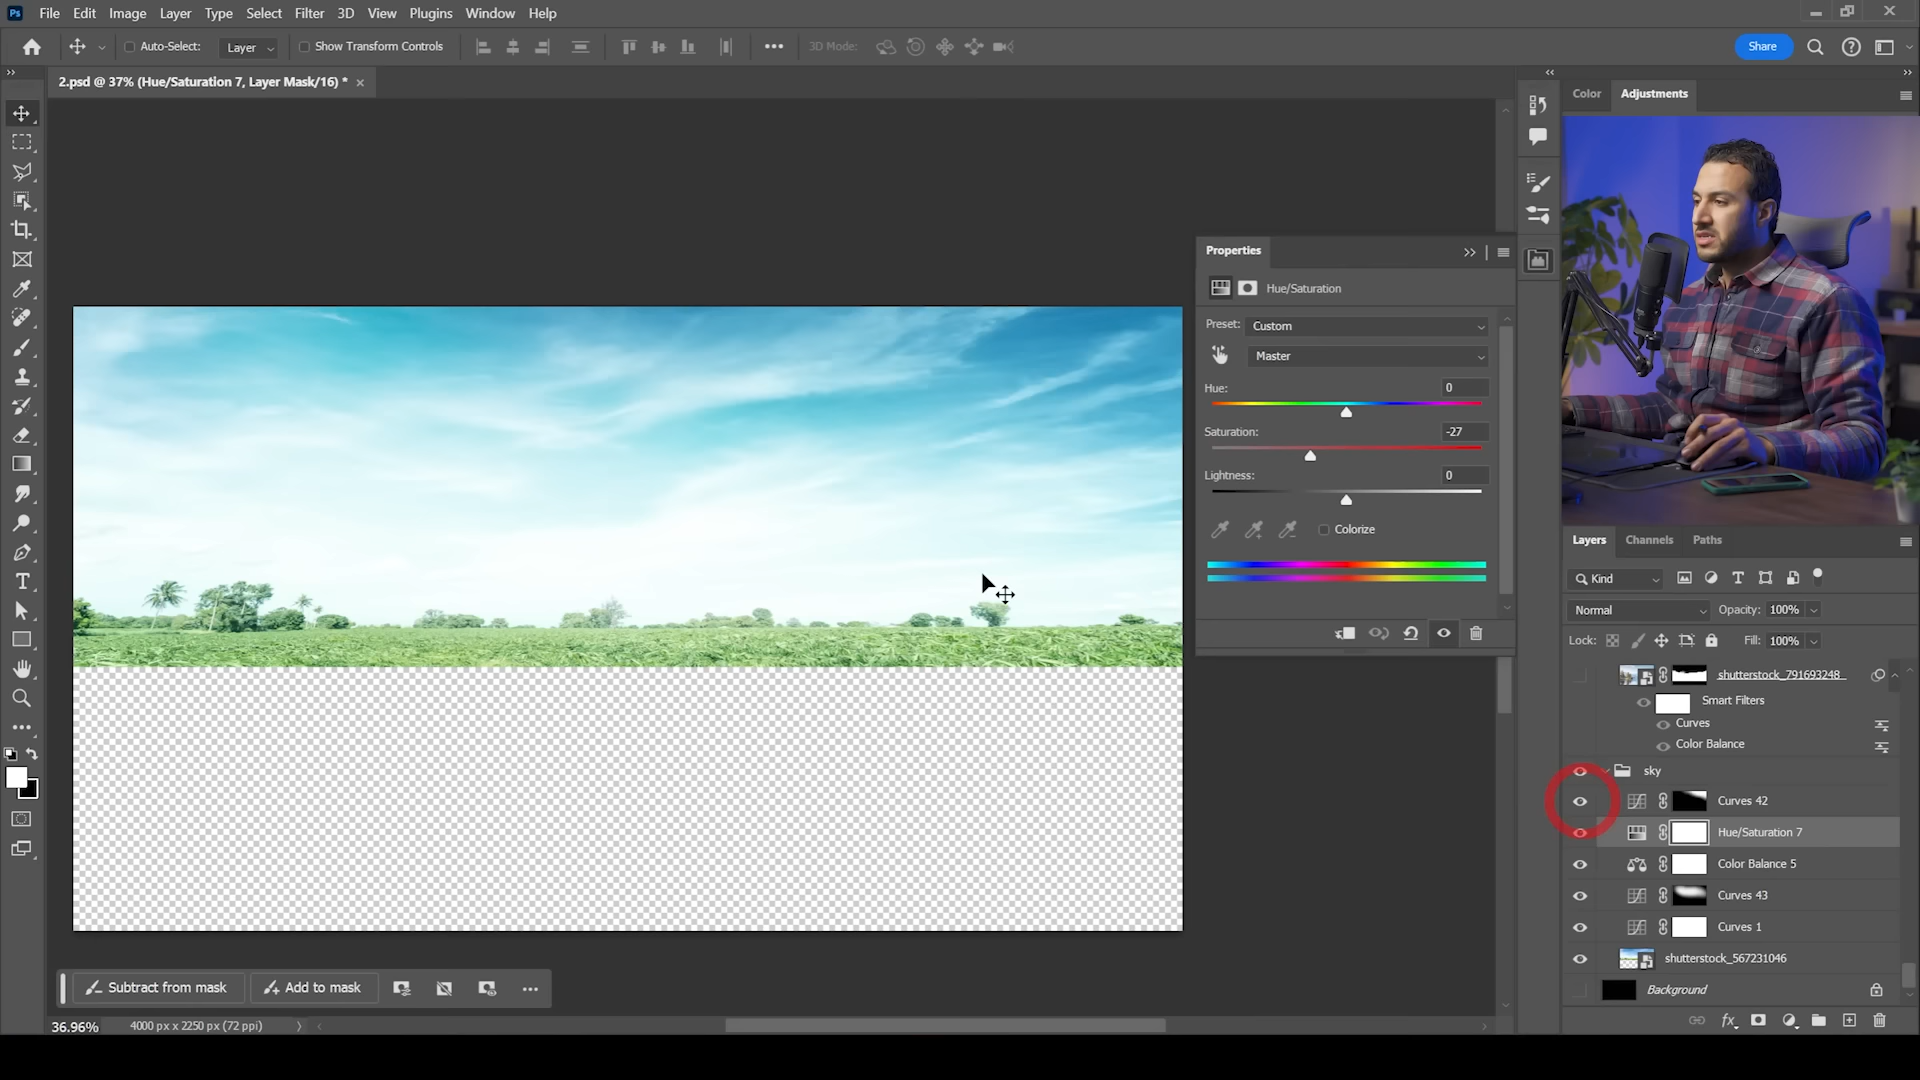 Ps File Edit Image Layer Type Select Filter 3D View Plugins Window Help
Auto-Select: Layer Show Transform Controls 3D Mode: Share
2.psd @ 37% (Hue/Saturation 7, Layer Mask/16) *
Color Adjustments
Properties
Hue/Saturation
Preset: Custom
Master
Hue: 0
Saturation: -27
Lightness: 0
Colorize
Layers Channels Paths
Kind
Normal Opacity: 100%
Lock: Fill: 100%
shutterstock_791693248
Smart Filters
Curves
Color Balance
sky
Curves 42
Hue/Saturation 7
Color Balance 5
Curves 43
Curves 1
shutterstock_567231046
Background
Subtract from mask Add to mask
36.96% 4000 px x 2250 px (72 ppi)